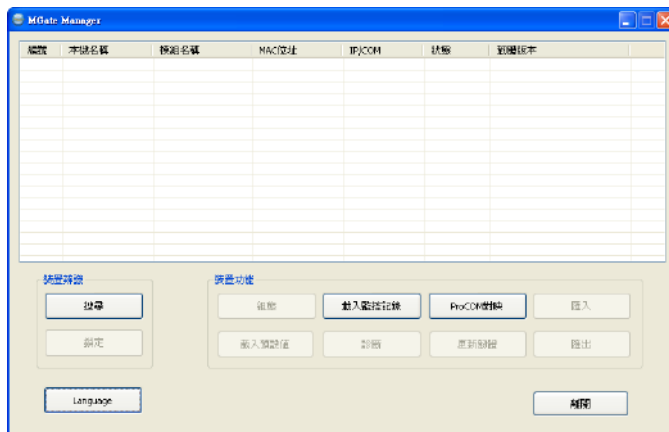 MGate Manager
編號 本機名稱 模組名稱 MAC位址 IP/COM 狀態 韌體版本
裝置辨識 裝置功能
搜尋 組態 載入監控記錄 ProCOM對映 匯入
鎖定 載入預設值 診斷 更新韌體 匯出
Language 離開